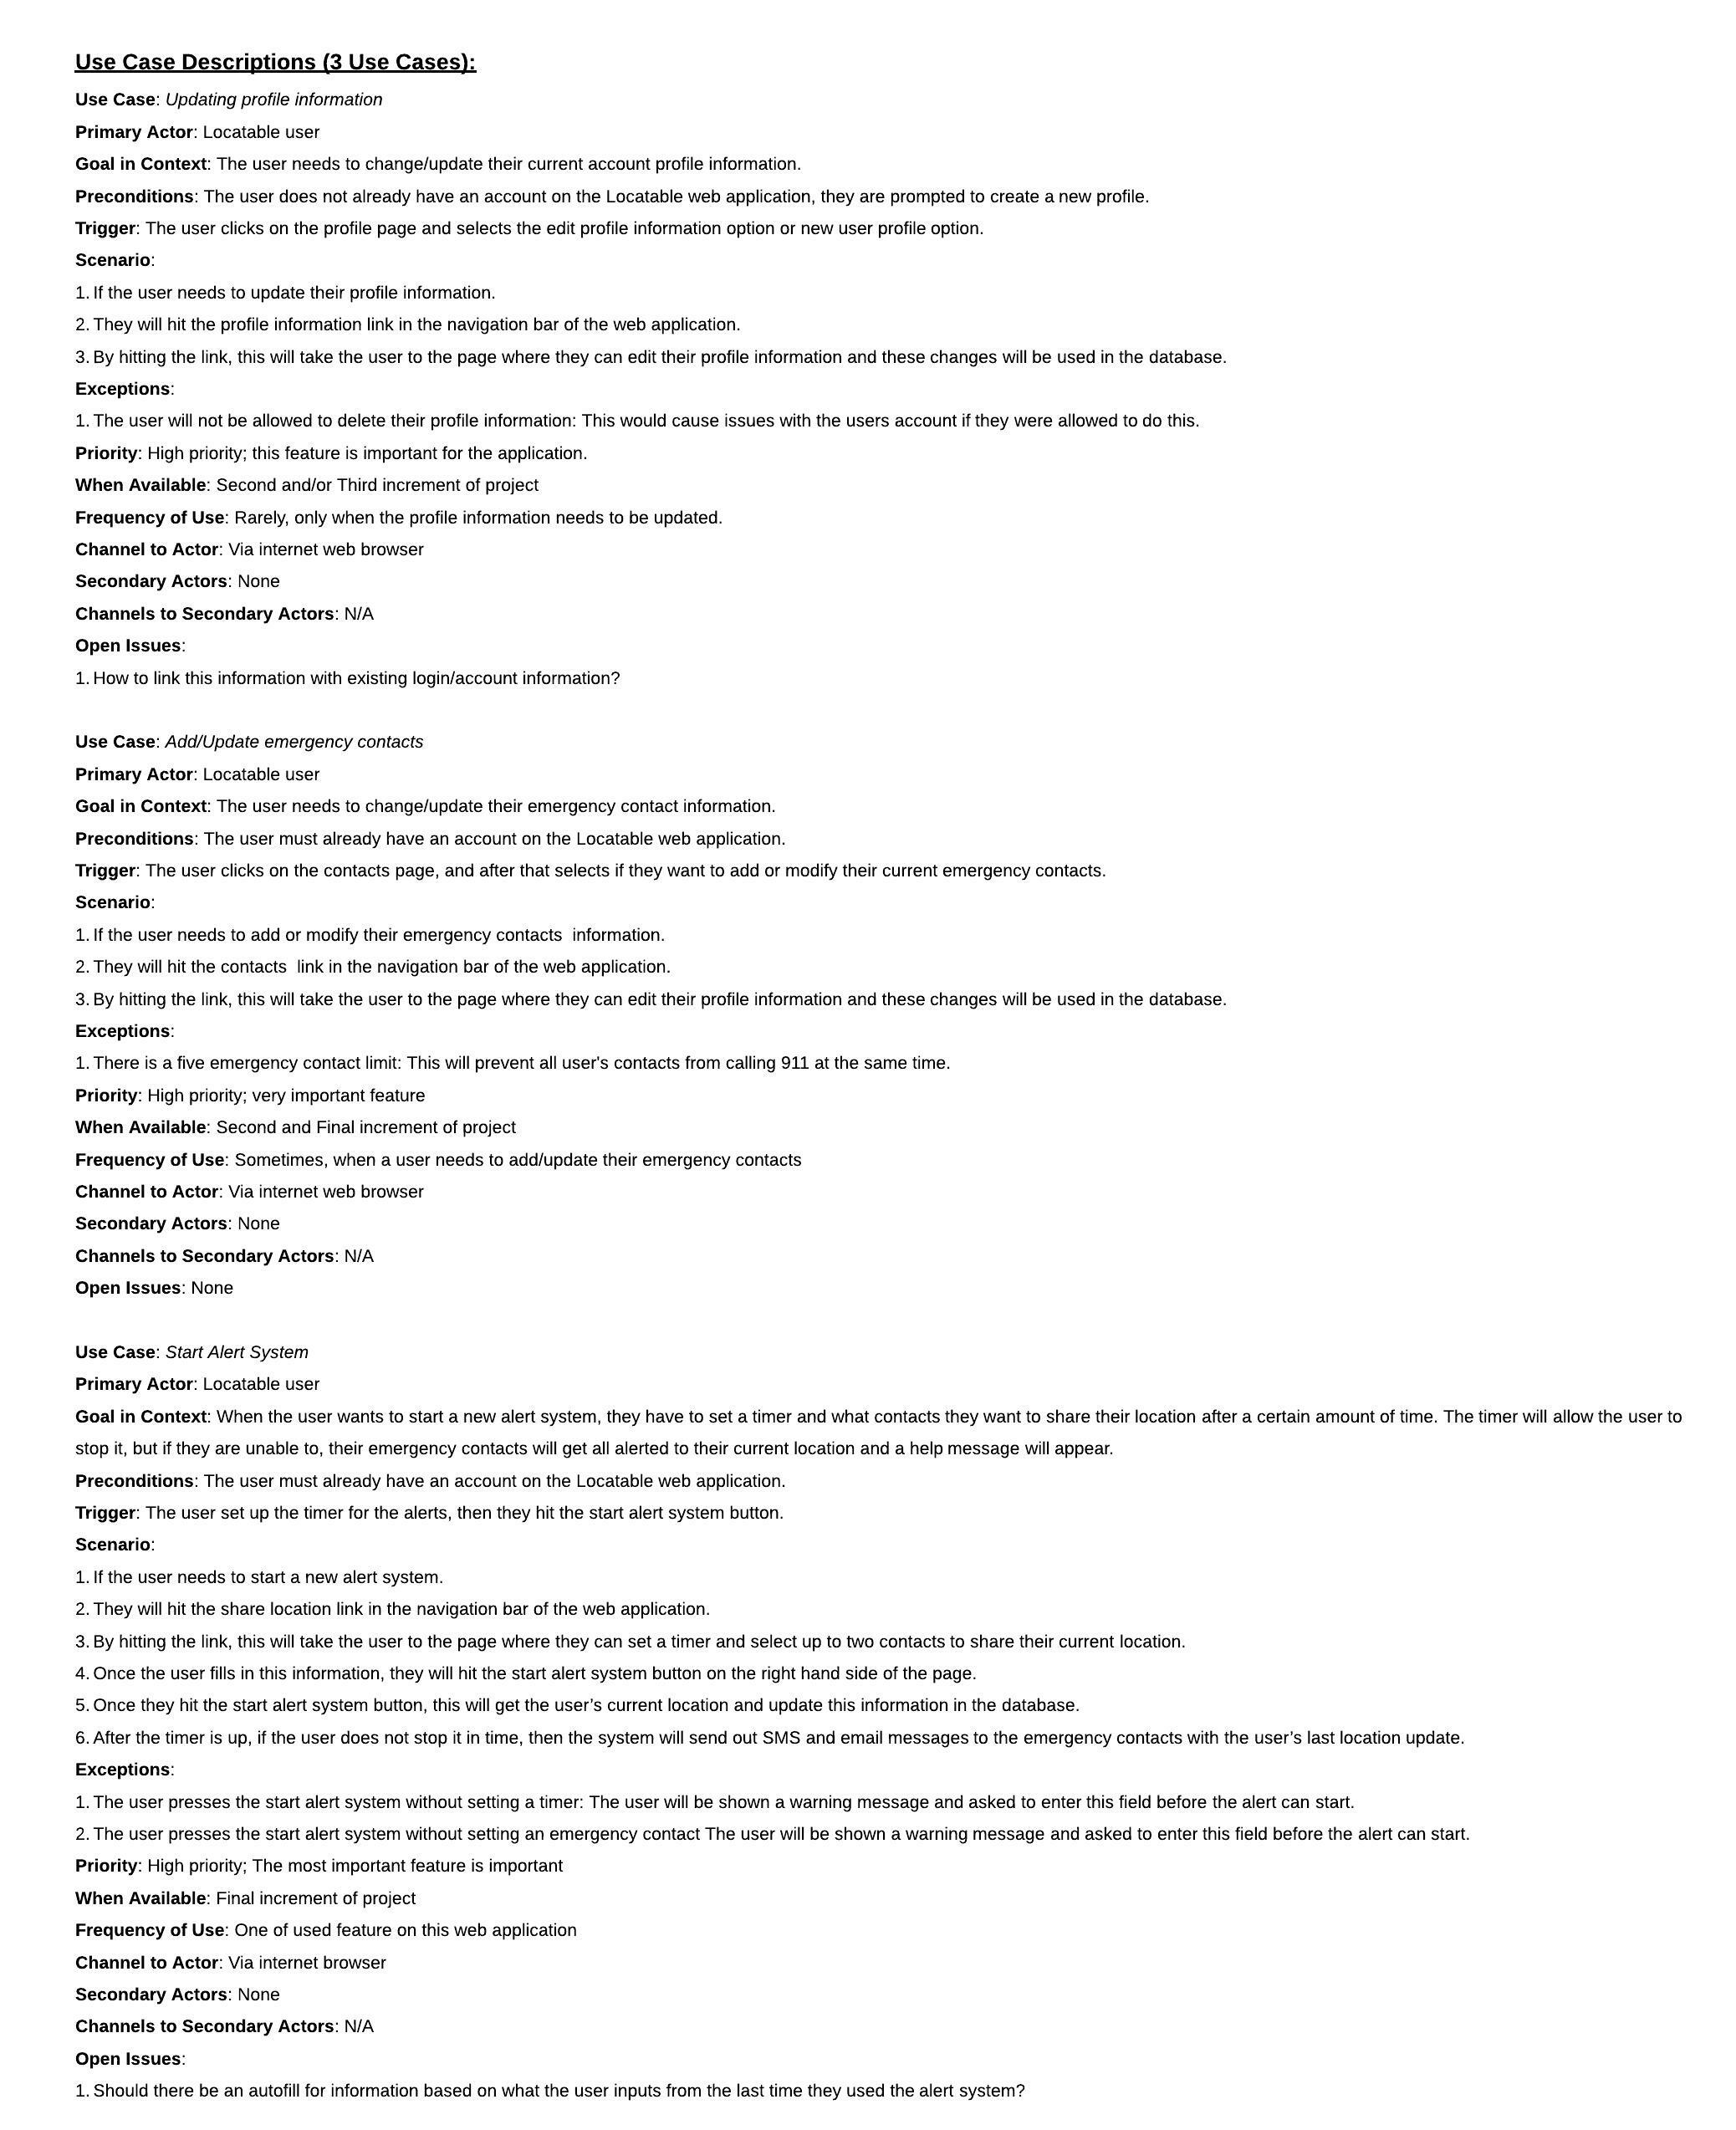 Use Case Descriptions (3 Use Cases):
Use Case: Updating profile information
Primary Actor: Locatable user
Goal in Context: The user needs to change/update their current account profile information.
Preconditions: The user does not already have an account on the Locatable web application, they are prompted to create a new profile.
Trigger: The user clicks on the profile page and selects the edit profile information option or new user profile option.
Scenario:
1. If the user needs to update their profile information.
2. They will hit the profile information link in the navigation bar of the web application.
3. By hitting the link, this will take the user to the page where they can edit their profile information and these changes will be used in the database.
Exceptions:
1. The user will not be allowed to delete their profile information: This would cause issues with the users account if they were allowed to do this.
Priority: High priority; this feature is important for the application.
When Available: Second and/or Third increment of project
Frequency of Use: Rarely, only when the profile information needs to be updated.
Channel to Actor: Via internet web browser
Secondary Actors: None
Channels to Secondary Actors: N/A
Open Issues:
1. How to link this information with existing login/account information?
Use Case: Add/Update emergency contacts
Primary Actor: Locatable user
Goal in Context: The user needs to change/update their emergency contact information.
Preconditions: The user must already have an account on the Locatable web application.
Trigger: The user clicks on the contacts page, and after that selects if they want to add or modify their current emergency contacts.
Scenario:
1. If the user needs to add or modify their emergency contacts  information.
2. They will hit the contacts  link in the navigation bar of the web application.
3. By hitting the link, this will take the user to the page where they can edit their profile information and these changes will be used in the database.
Exceptions:
1. There is a five emergency contact limit: This will prevent all user's contacts from calling 911 at the same time.
Priority: High priority; very important feature
When Available: Second and Final increment of project
Frequency of Use: Sometimes, when a user needs to add/update their emergency contacts
Channel to Actor: Via internet web browser
Secondary Actors: None
Channels to Secondary Actors: N/A
Open Issues: None
Use Case: Start Alert System
Primary Actor: Locatable user
Goal in Context: When the user wants to start a new alert system, they have to set a timer and what contacts they want to share their location after a certain amount of time. The timer will allow the user to
stop it, but if they are unable to, their emergency contacts will get all alerted to their current location and a help message will appear.
Preconditions: The user must already have an account on the Locatable web application.
Trigger: The user set up the timer for the alerts, then they hit the start alert system button.
Scenario:
1. If the user needs to start a new alert system.
2. They will hit the share location link in the navigation bar of the web application.
3. By hitting the link, this will take the user to the page where they can set a timer and select up to two contacts to share their current location.
4. Once the user fills in this information, they will hit the start alert system button on the right hand side of the page.
5. Once they hit the start alert system button, this will get the user’s current location and update this information in the database.
6. After the timer is up, if the user does not stop it in time, then the system will send out SMS and email messages to the emergency contacts with the user’s last location update.
Exceptions:
1. The user presses the start alert system without setting a timer: The user will be shown a warning message and asked to enter this field before the alert can start.
2. The user presses the start alert system without setting an emergency contact The user will be shown a warning message and asked to enter this field before the alert can start.
Priority: High priority; The most important feature is important
When Available: Final increment of project
Frequency of Use: One of used feature on this web application
Channel to Actor: Via internet browser
Secondary Actors: None
Channels to Secondary Actors: N/A
Open Issues:
1. Should there be an autofill for information based on what the user inputs from the last time they used the alert system?